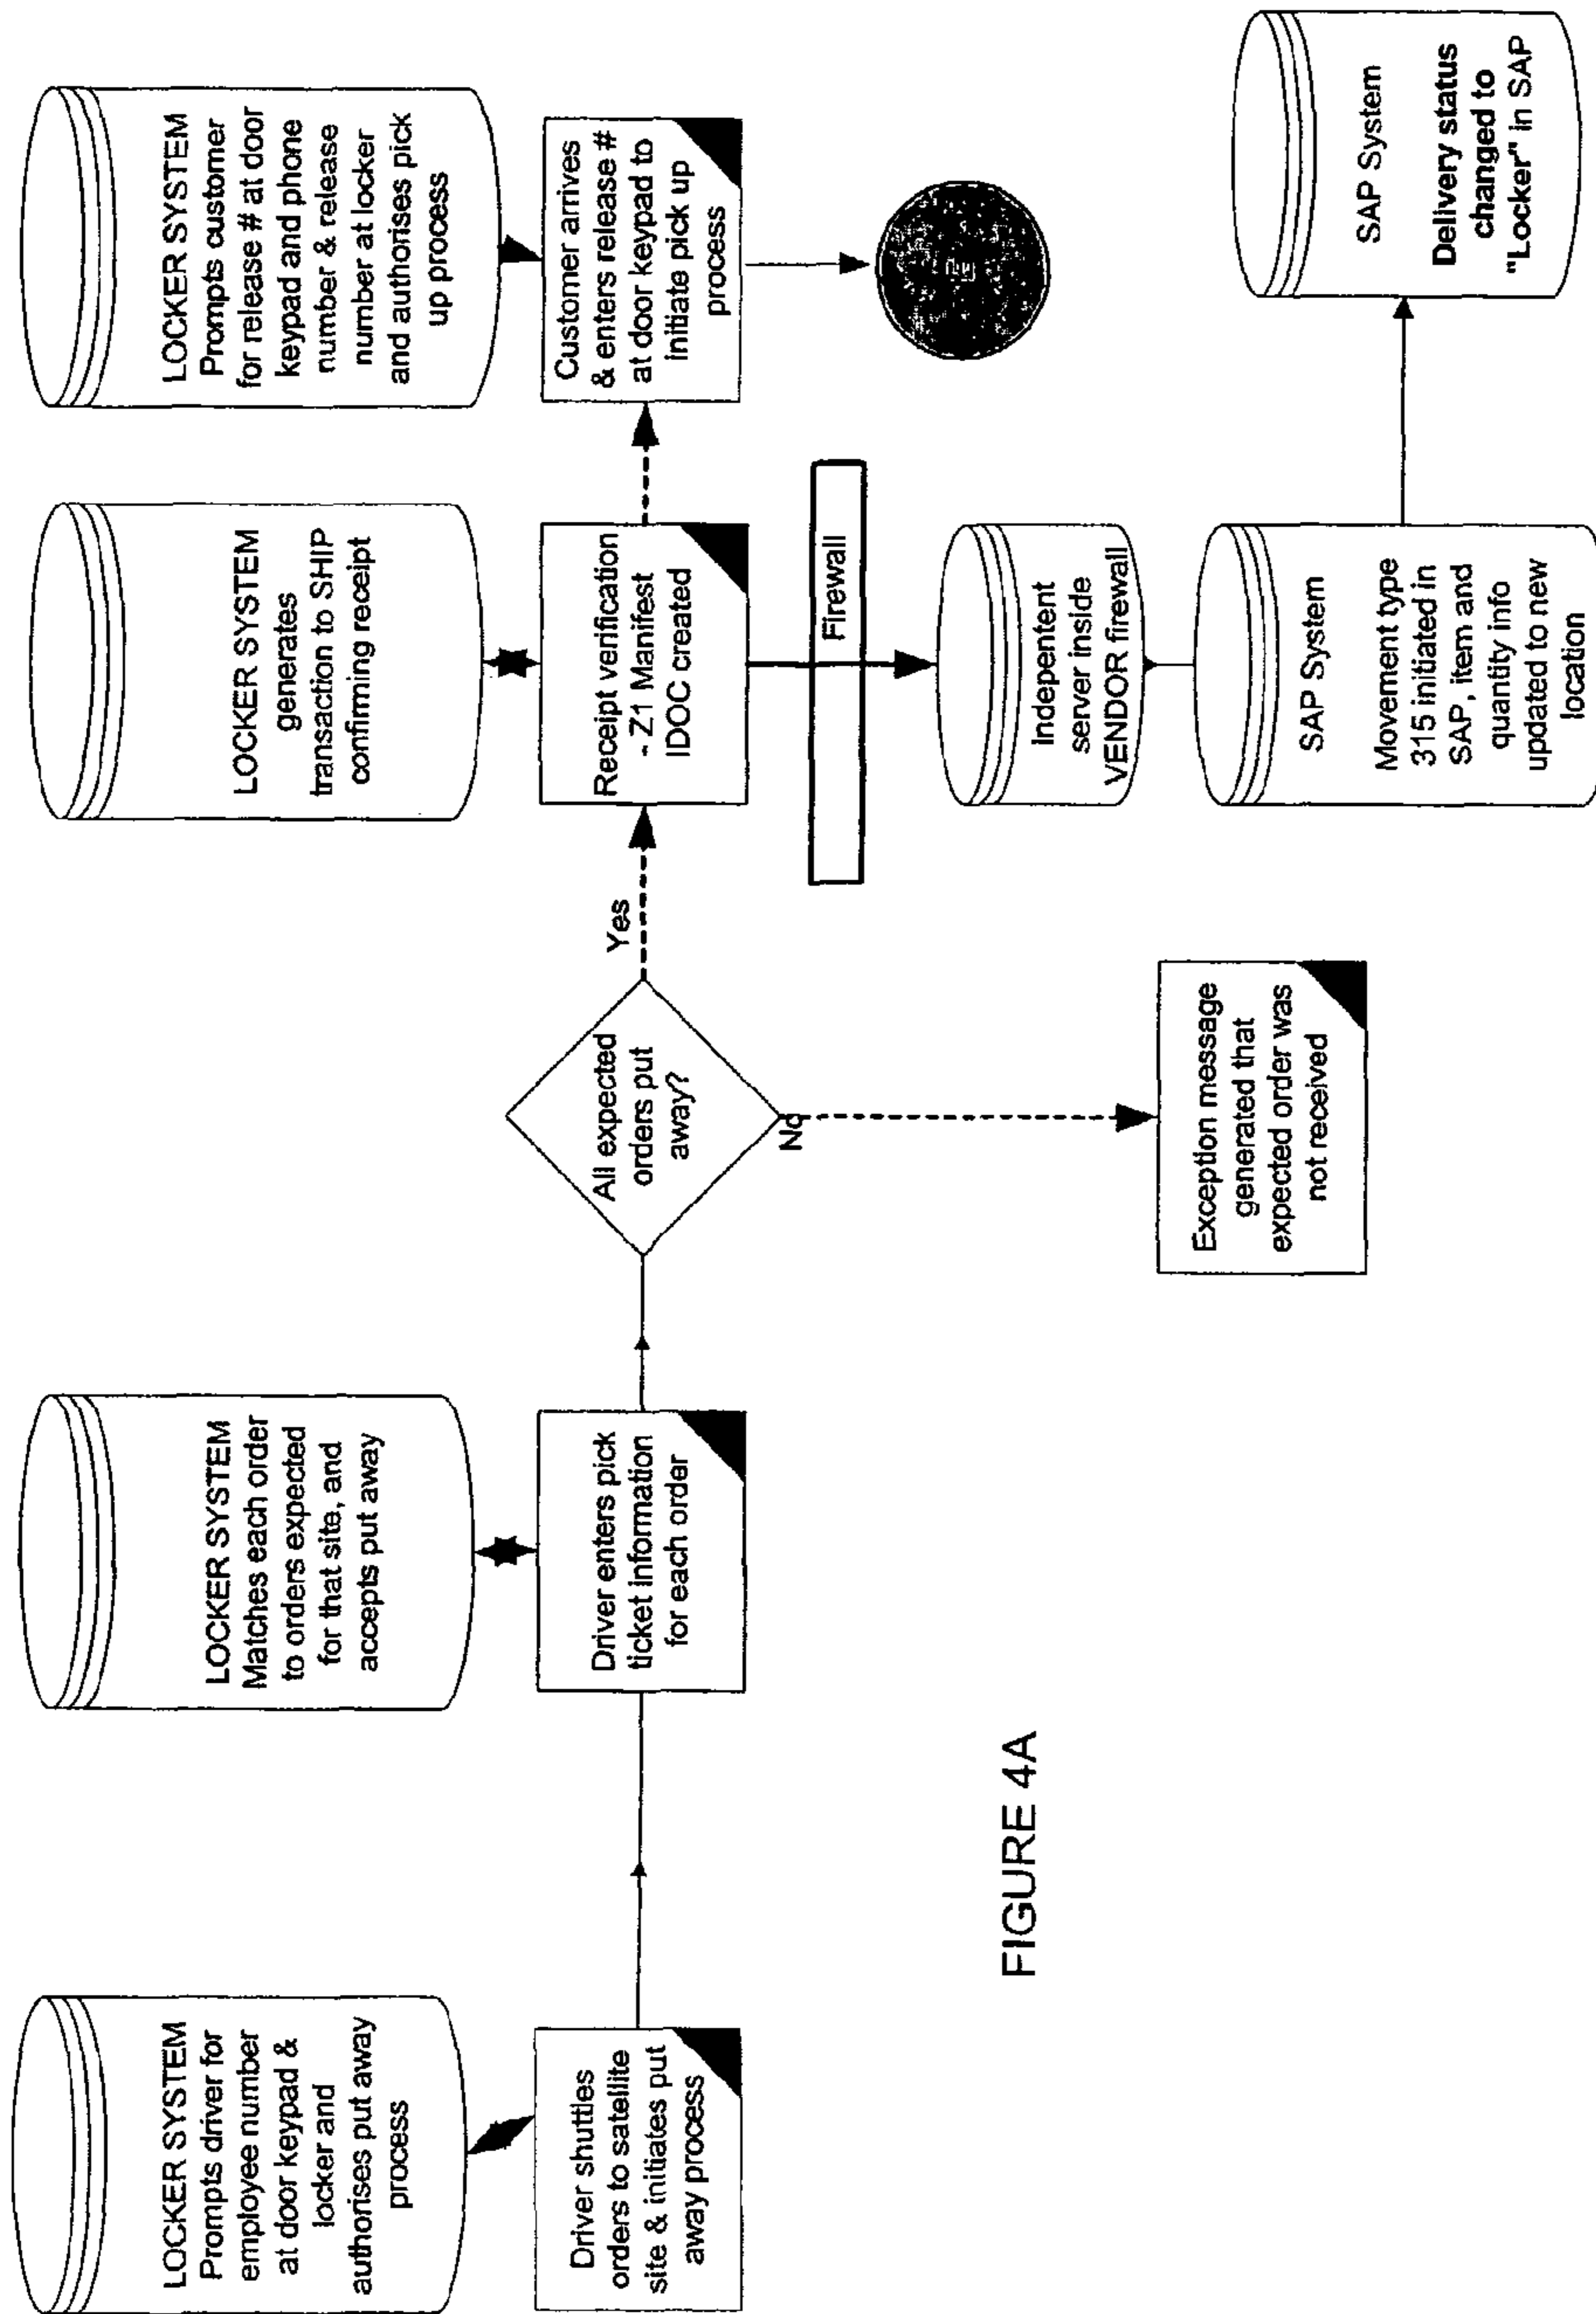 LOCKER SYSTEM
Prompts driver for
employee number
at door keypad &
locker and
authorises put away
process
Driver shuttles
orders to satellite
site & initiates put
away process
LOCKER SYSTEM
Matches each order
to orders expected
for that site, and
accepts put away
Driver enters pick
ticket information
for each order
All expected
orders put
away?
Yes
No
Exception message
generated that
expected order was
not received
LOCKER SYSTEM
generates
transaction to SHIP
confirming receipt
Receipt verification
- Z1 Manifest
IDOC created
Firewall
Indepentent
server inside
VENDOR firewall
SAP System
Movement type
315 initiated in
SAP, item and
quantity info
updated to new
location
LOCKER SYSTEM
Prompts customer
for release # at door
keypad and phone
number & release
number at locker
and authorises pick
up process
Customer arrives
& enters release #
at door keypad to
initiate pick up
process
SAP System
Delivery status
changed to
"Locker" in SAP
FIGURE 4A